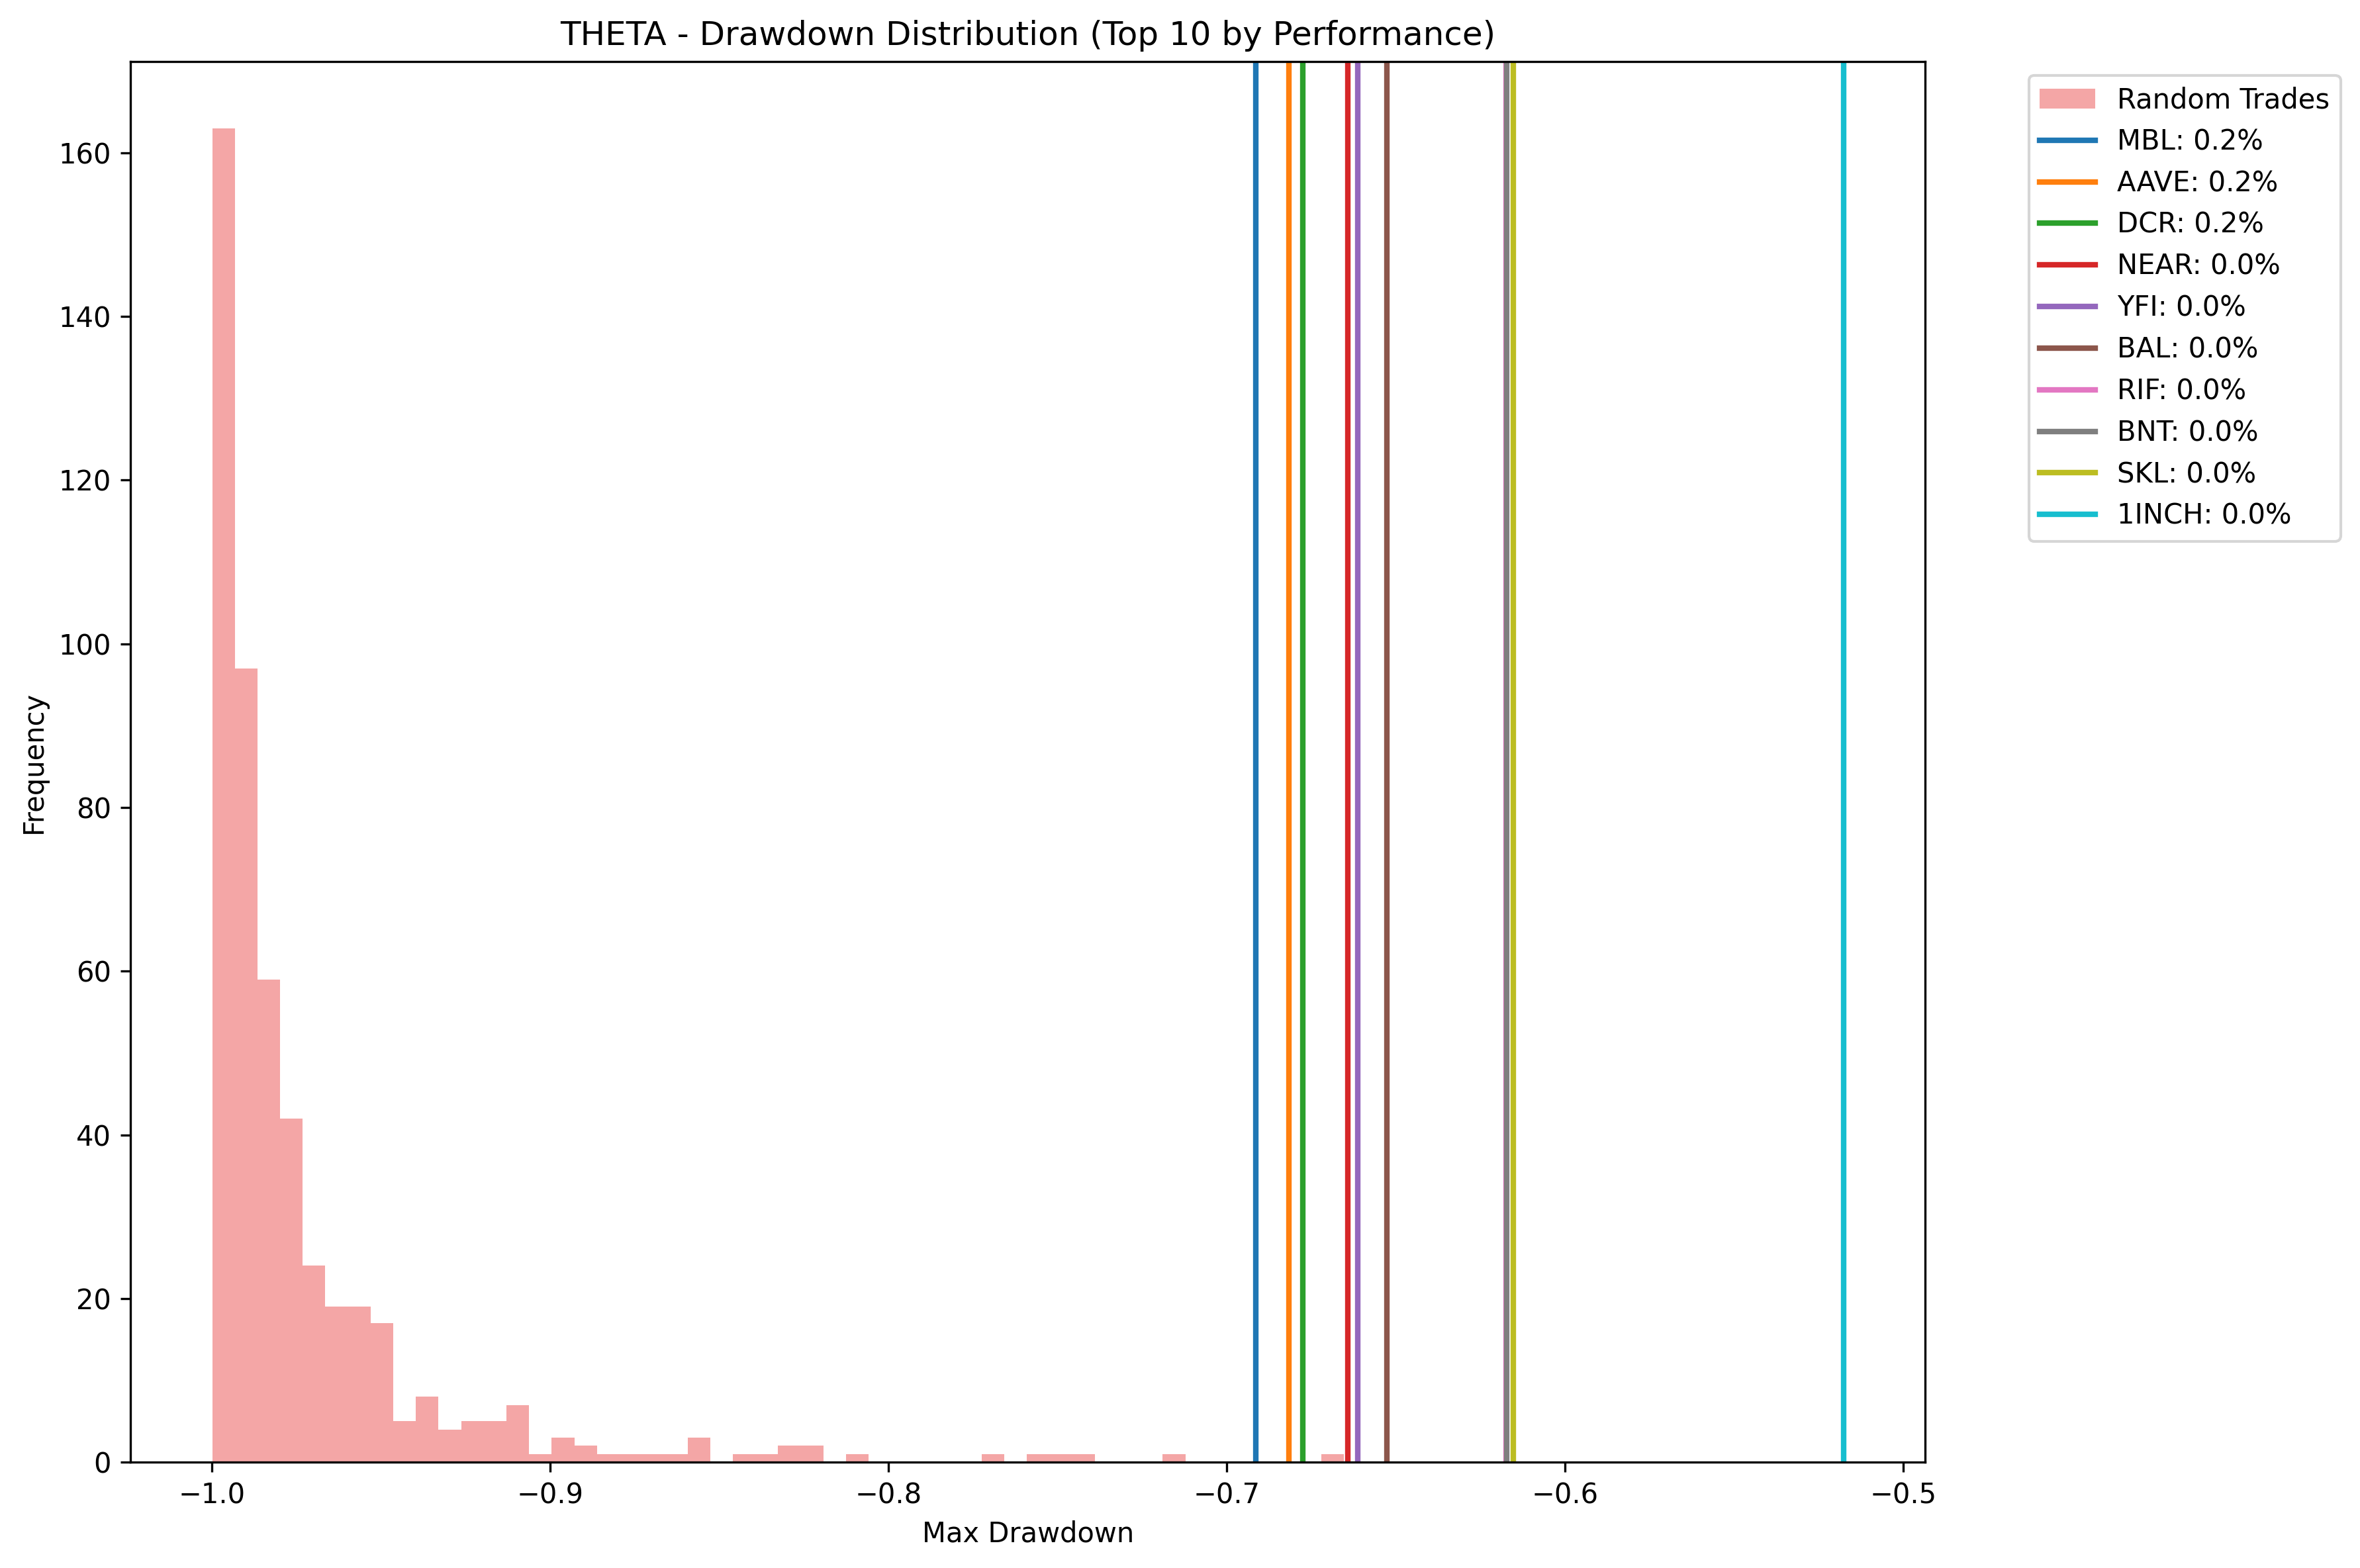 THETA - Drawdown Distribution (Top 10 by Performance)
Random Trades
MBL: 0.2%
AAVE: 0.2%
DCR: 0.2%
NEAR: 0.0%
YFI: 0.0%
BAL: 0.0%
RIF: 0.0%
BNT: 0.0%
SKL: 0.0%
1INCH: 0.0%
Frequency
160
140
120
100
80
60
40
20
0
−1.0 −0.9 −0.8 −0.7 −0.6 −0.5
Max Drawdown